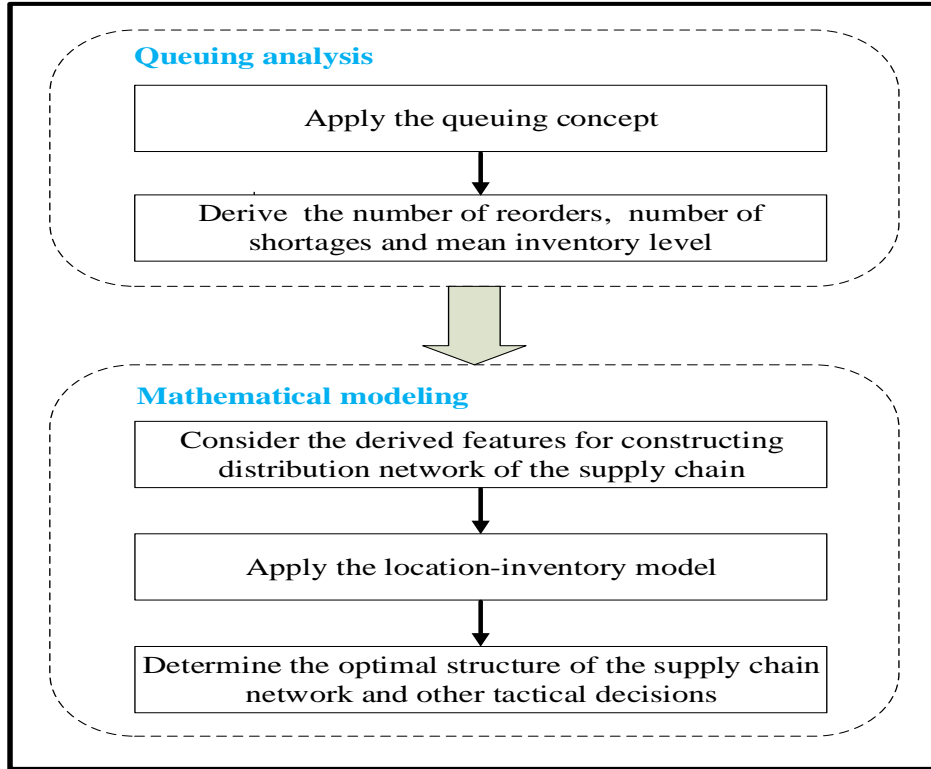 Queuing analysis
Apply the queuing concept
Derive the number of reorders, number of
shortages and mean inventory level
Mathematical modeling
Consider the derived features for constructing
distribution network of the supply chain
Apply the location-inventory model
Determine the optimal structure of the supply chain
network and other tactical decisions